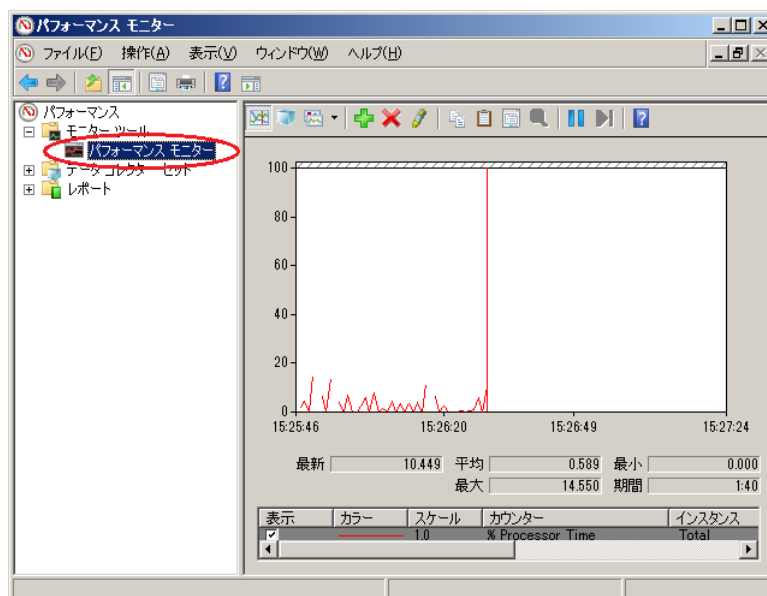 パフォーマンス モニター
ファイル(F) 操作(A) 表示(V) ウィンドウ(W) ヘルプ(H)
パフォーマンス
モニター ツール
パフォーマンス モニター
データ コレクター セット
レポート
100
80
60
40
20
0
15:25:46 15:26:20 15:26:49 15:27:24
最新 10.449 平均 0.589 最小 0.000
最大 14.550 期間 1:40
表示 カラー スケール カウンター インスタンス
1.0 % Processor Time Total